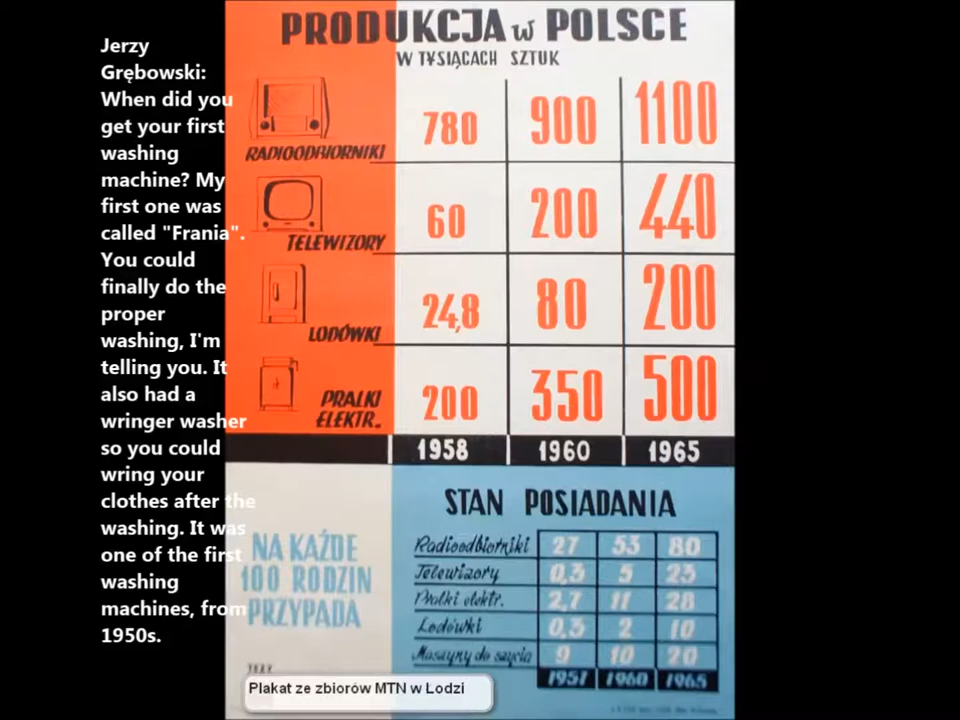 Jerzy
Grębowski:
When did you
get your first
washing
machine? My
first one was
called "Frania".
You could
finally do the
proper
washing, I'm
telling you. It
also had a
wringer washer
so you could
wring your
clothes after the
washing. It was
one of the first
washing
machines, from
1950s.
PRODUKCJA w POLSCE
W TYSIĄCACH SZTUK
RADIOODBIORNIKI 780 900 1100
TELEWIZORY 60 200 440
LODÓWKI 24,8 80 200
PRALKI
ELEKTR. 200 350 500
1958 1960 1965
STAN POSIADANIA
NA KAŻDE
100 RODZIN
PRZYPADA
Radioodbiorniki 27 53 80
Telewizory 0,3 5 23
Pralki elektr. 2,7 11 28
Lodówki 0,3 2 10
Maszyny do szycia 9 10 20
1957 1960 1965
Plakat ze zbiorów MTN w Lodzi